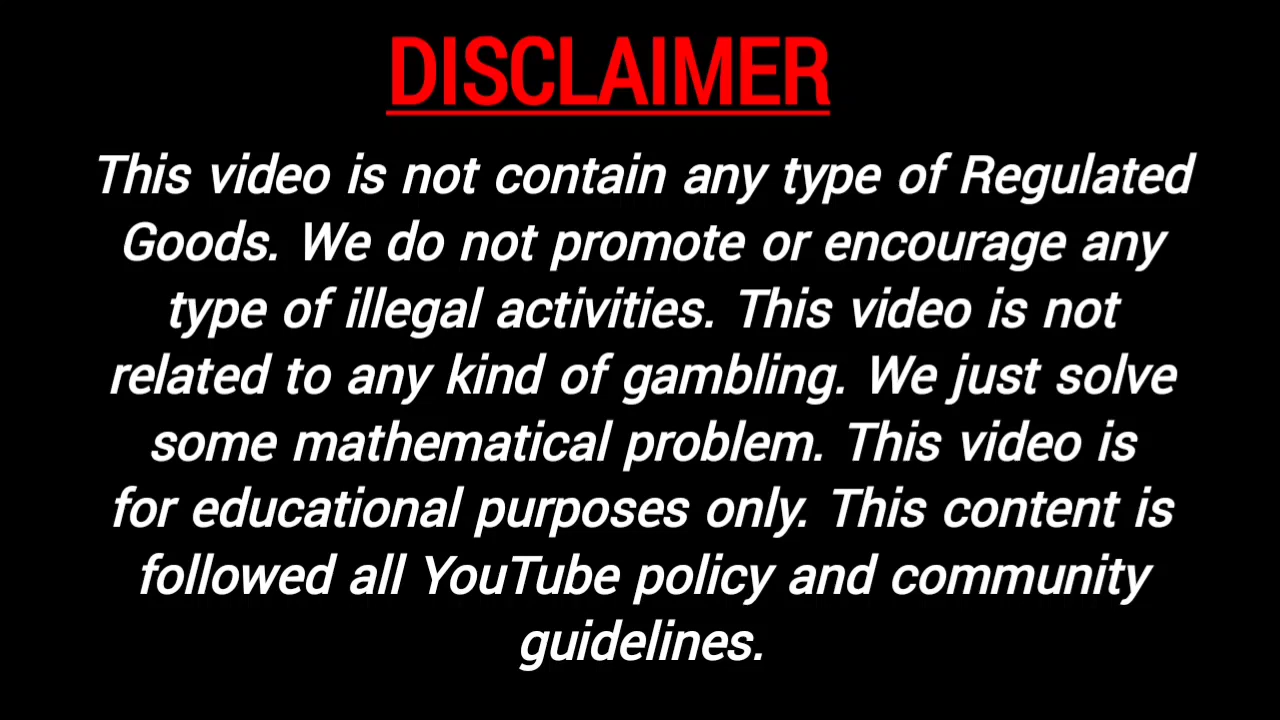 DISCLAIMER
This video is not contain any type of Regulated
Goods. We do not promote or encourage any
type of illegal activities. This video is not
related to any kind of gambling. We just solve
some mathematical problem. This video is
for educational purposes only. This content is
followed all YouTube policy and community
guidelines.